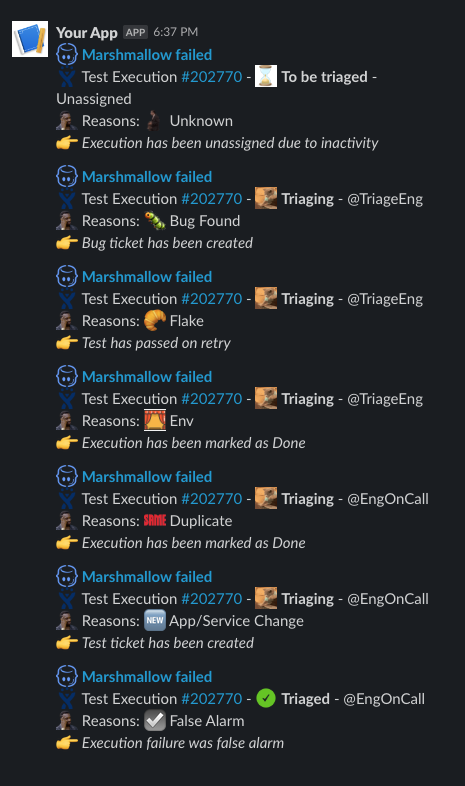 Your App APP 6:37 PM
Marshmallow failed
Test Execution #202770 - To be triaged -
Unassigned
Reasons: Unknown
Execution has been unassigned due to inactivity
Marshmallow failed
Test Execution #202770 - Triaging - @TriageEng
Reasons: Bug Found
Bug ticket has been created
Marshmallow failed
Test Execution #202770 - Triaging - @TriageEng
Reasons: Flake
Test has passed on retry
Marshmallow failed
Test Execution #202770 - Triaging - @TriageEng
Reasons: Env
Execution has been marked as Done
Marshmallow failed
Test Execution #202770 - Triaging - @EngOnCall
Reasons: SAME Duplicate
Execution has been marked as Done
Marshmallow failed
Test Execution #202770 - Triaging - @EngOnCall
Reasons: NEW App/Service Change
Test ticket has been created
Marshmallow failed
Test Execution #202770 - Triaged - @EngOnCall
Reasons: False Alarm
Execution failure was false alarm